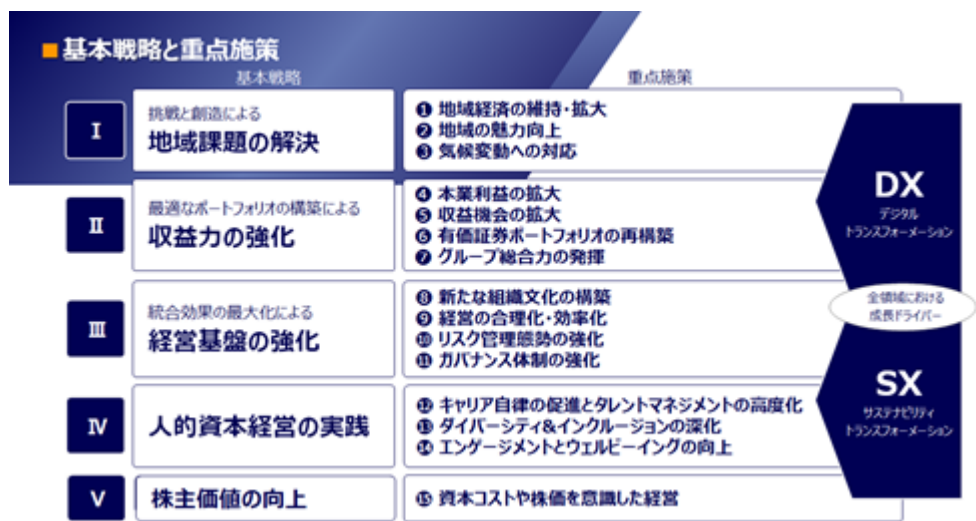 ■基本戦略と重点施策
基本戦略
重点施策
Ⅰ
挑戦と創造による
地域課題の解決
❶ 地域経済の維持・拡大
❷ 地域の魅力向上
❸ 気候変動への対応
Ⅱ
最適なポートフォリオの構築による
収益力の強化
❹ 本業利益の拡大
❺ 収益機会の拡大
❻ 有価証券ポートフォリオの再構築
❼ グループ総合力の発揮
Ⅲ
統合効果の最大化による
経営基盤の強化
❽ 新たな組織文化の構築
❾ 経営の合理化・効率化
❿ リスク管理態勢の強化
⓫ ガバナンス体制の強化
Ⅳ
人的資本経営の実践
⓬ キャリア自律の促進とタレントマネジメントの高度化
⓭ ダイバーシティ&インクルージョンの深化
⓮ エンゲージメントとウェルビーイングの向上
Ⅴ
株主価値の向上
⓯ 資本コストや株価を意識した経営
DX
デジタル
トランスフォーメーション
全領域における
成長ドライバー
SX
サステナビリティ
トランスフォーメーション